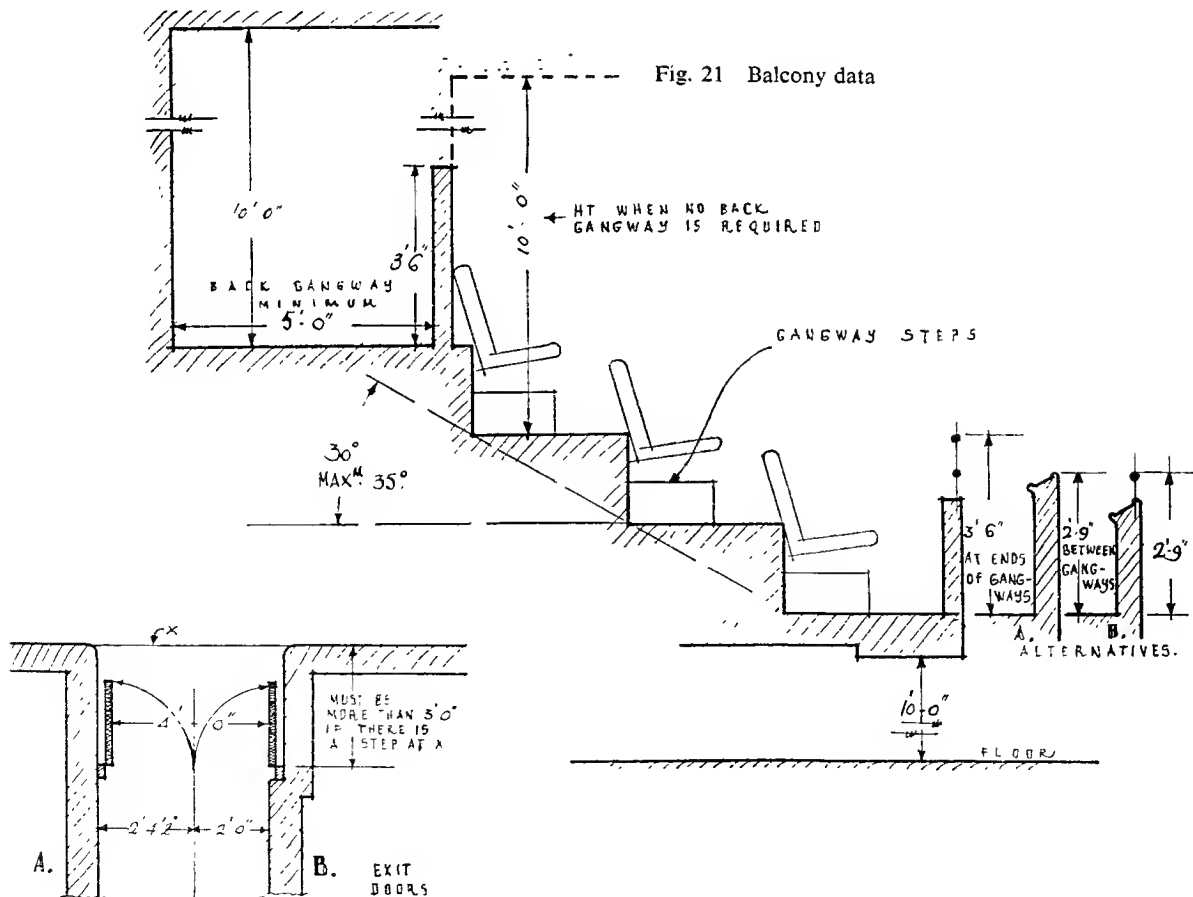 Fig. 21 Balcony data
10'0"
10'-0"
HT WHEN NO BACK
GANGWAY IS REQUIRED
3'6"
BACK GANGWAY
MINIMUM
5'-0"
GANGWAY STEPS
30°
MAXᴹ. 35°.
3'6"
AT ENDS
OF GANG-
WAYS
2'-9"
BETWEEN
GANG-
WAYS
2'9"
A. B.
ALTERNATIVES.
10'-0"
FLOOR
X
4'0"
MUST BE
MORE THAN 3'0"
IF THERE IS
A STEP AT X
2'0"
A. B.
EXIT
DOORS